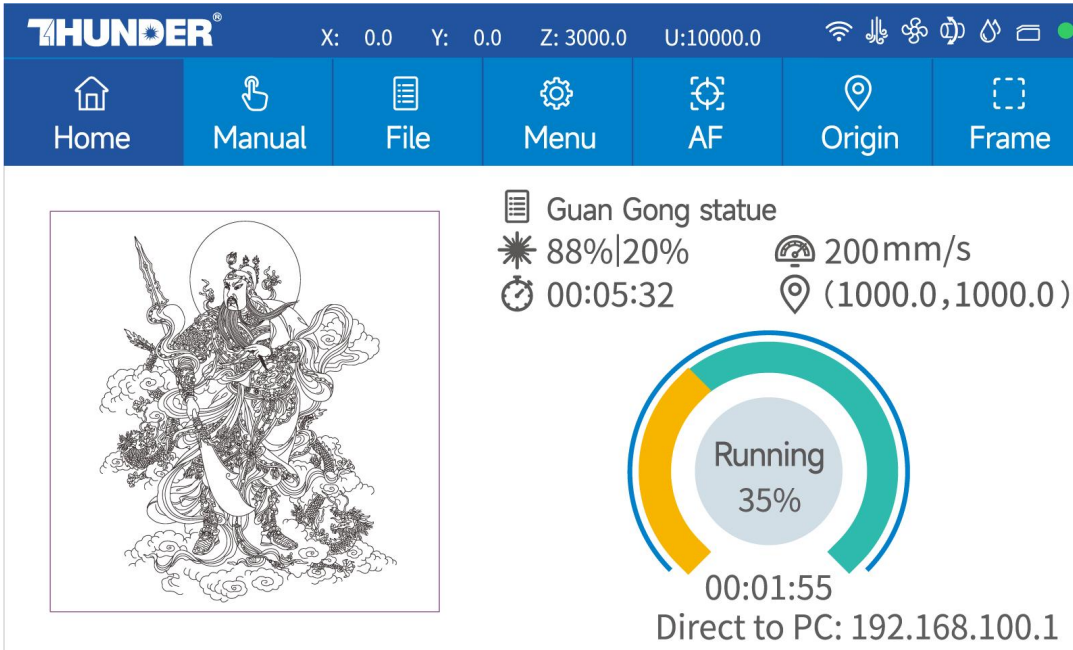 THUNDER® X: 0.0 Y: 0.0 Z: 3000.0 U:10000.0
Home Manual File Menu AF Origin Frame
Guan Gong statue
88%|20% 200mm/s
00:05:32 (1000.0,1000.0)
Running
35%
00:01:55
Direct to PC: 192.168.100.1